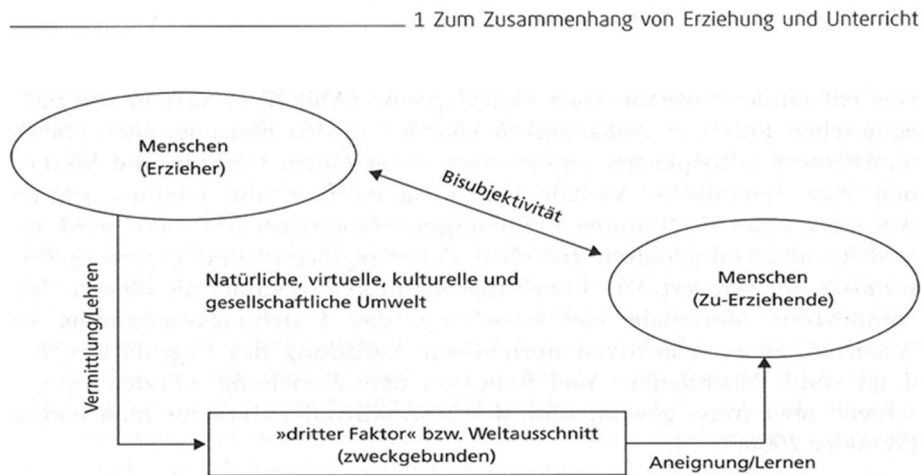 1 Zum Zusammenhang von Erziehung und Unterricht
Menschen
(Erzieher)
Bisubjektivität
Vermittlung/Lehren
Natürliche, virtuelle, kulturelle und
gesellschaftliche Umwelt
Menschen
(Zu-Erziehende)
»dritter Faktor« bzw. Weltausschnitt
(zweckgebunden)
Aneignung/Lernen